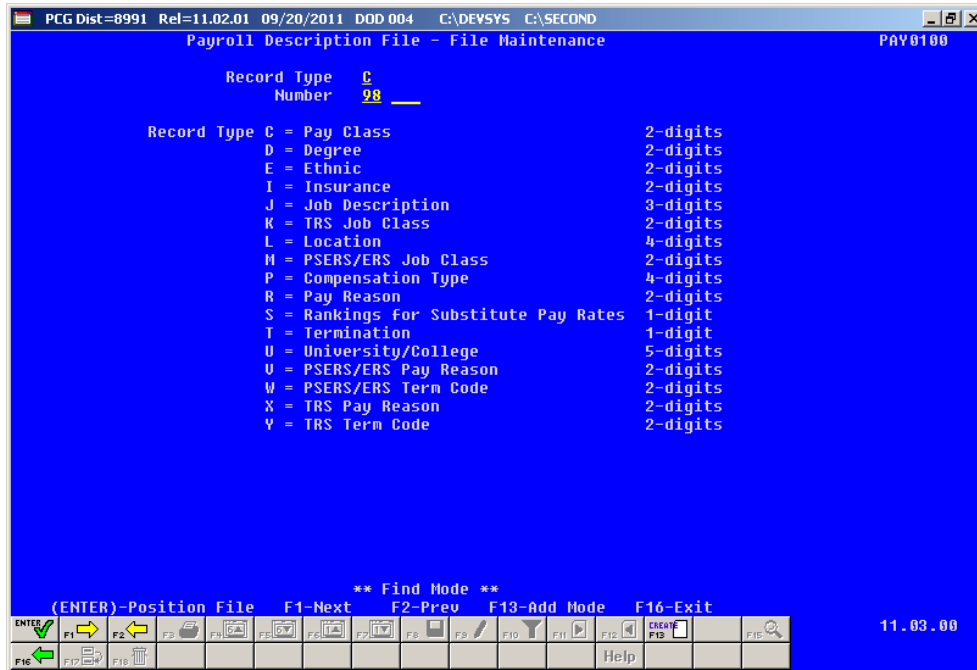 PCG Dist=8991 Rel=11.02.01 09/20/2011 DOD 004 C:\DEVSYS C:\SECOND
Payroll Description File - File Maintenance PAY0100
Record Type C
Number 98
Record Type C = Pay Class 2-digits
D = Degree 2-digits
E = Ethnic 2-digits
I = Insurance 2-digits
J = Job Description 3-digits
K = TRS Job Class 2-digits
L = Location 4-digits
M = PSERS/ERS Job Class 2-digits
P = Compensation Type 4-digits
R = Pay Reason 2-digits
S = Rankings for Substitute Pay Rates 1-digit
T = Termination 1-digit
U = University/College 5-digits
V = PSERS/ERS Pay Reason 2-digits
W = PSERS/ERS Term Code 2-digits
X = TRS Pay Reason 2-digits
Y = TRS Term Code 2-digits
** Find Mode **
(ENTER)-Position File F1-Next F2-Prev F13-Add Mode F16-Exit
ENTER F1 F2 F3 F4 F5 F6 F7 F8 F9 F10 F11 F12 CREATE F13 F15 11.03.00
F16 F17 F18 Help